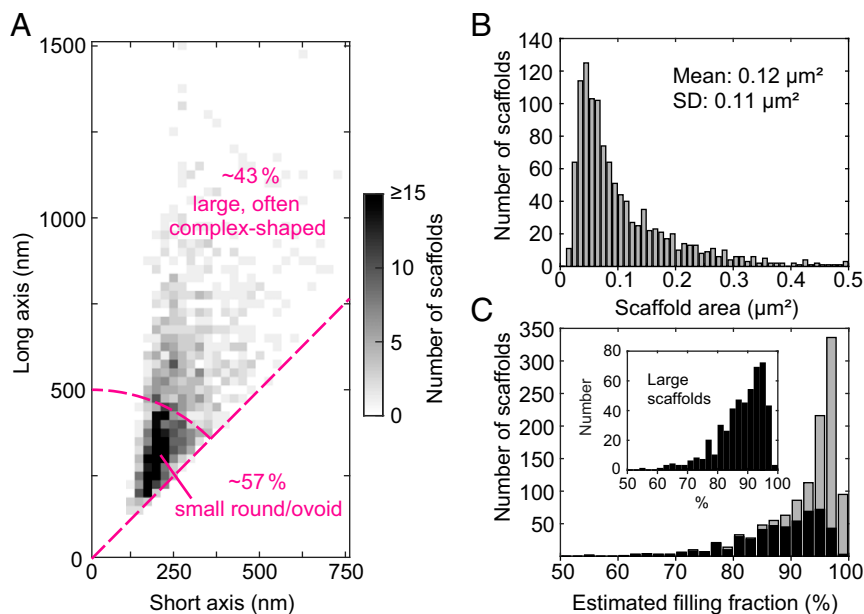 A
1500
1000
500
0
Long axis (nm)
0
250
500
750
Short axis (nm)
~43 %
large, often
complex-shaped
~57 %
small round/ovoid
≥15
10
5
0
Number of scaffolds
B
140
120
100
80
60
40
20
0
Number of scaffolds
Mean: 0.12 µm²
SD: 0.11 µm²
0
0.1
0.2
0.3
0.4
0.5
Scaffold area (µm²)
C
350
300
250
200
150
100
50
Number of scaffolds
80
60
40
20
0
Number
Large
scaffolds
50
60
70
80
90
100
%
50
60
70
80
90
100
Estimated filling fraction (%)